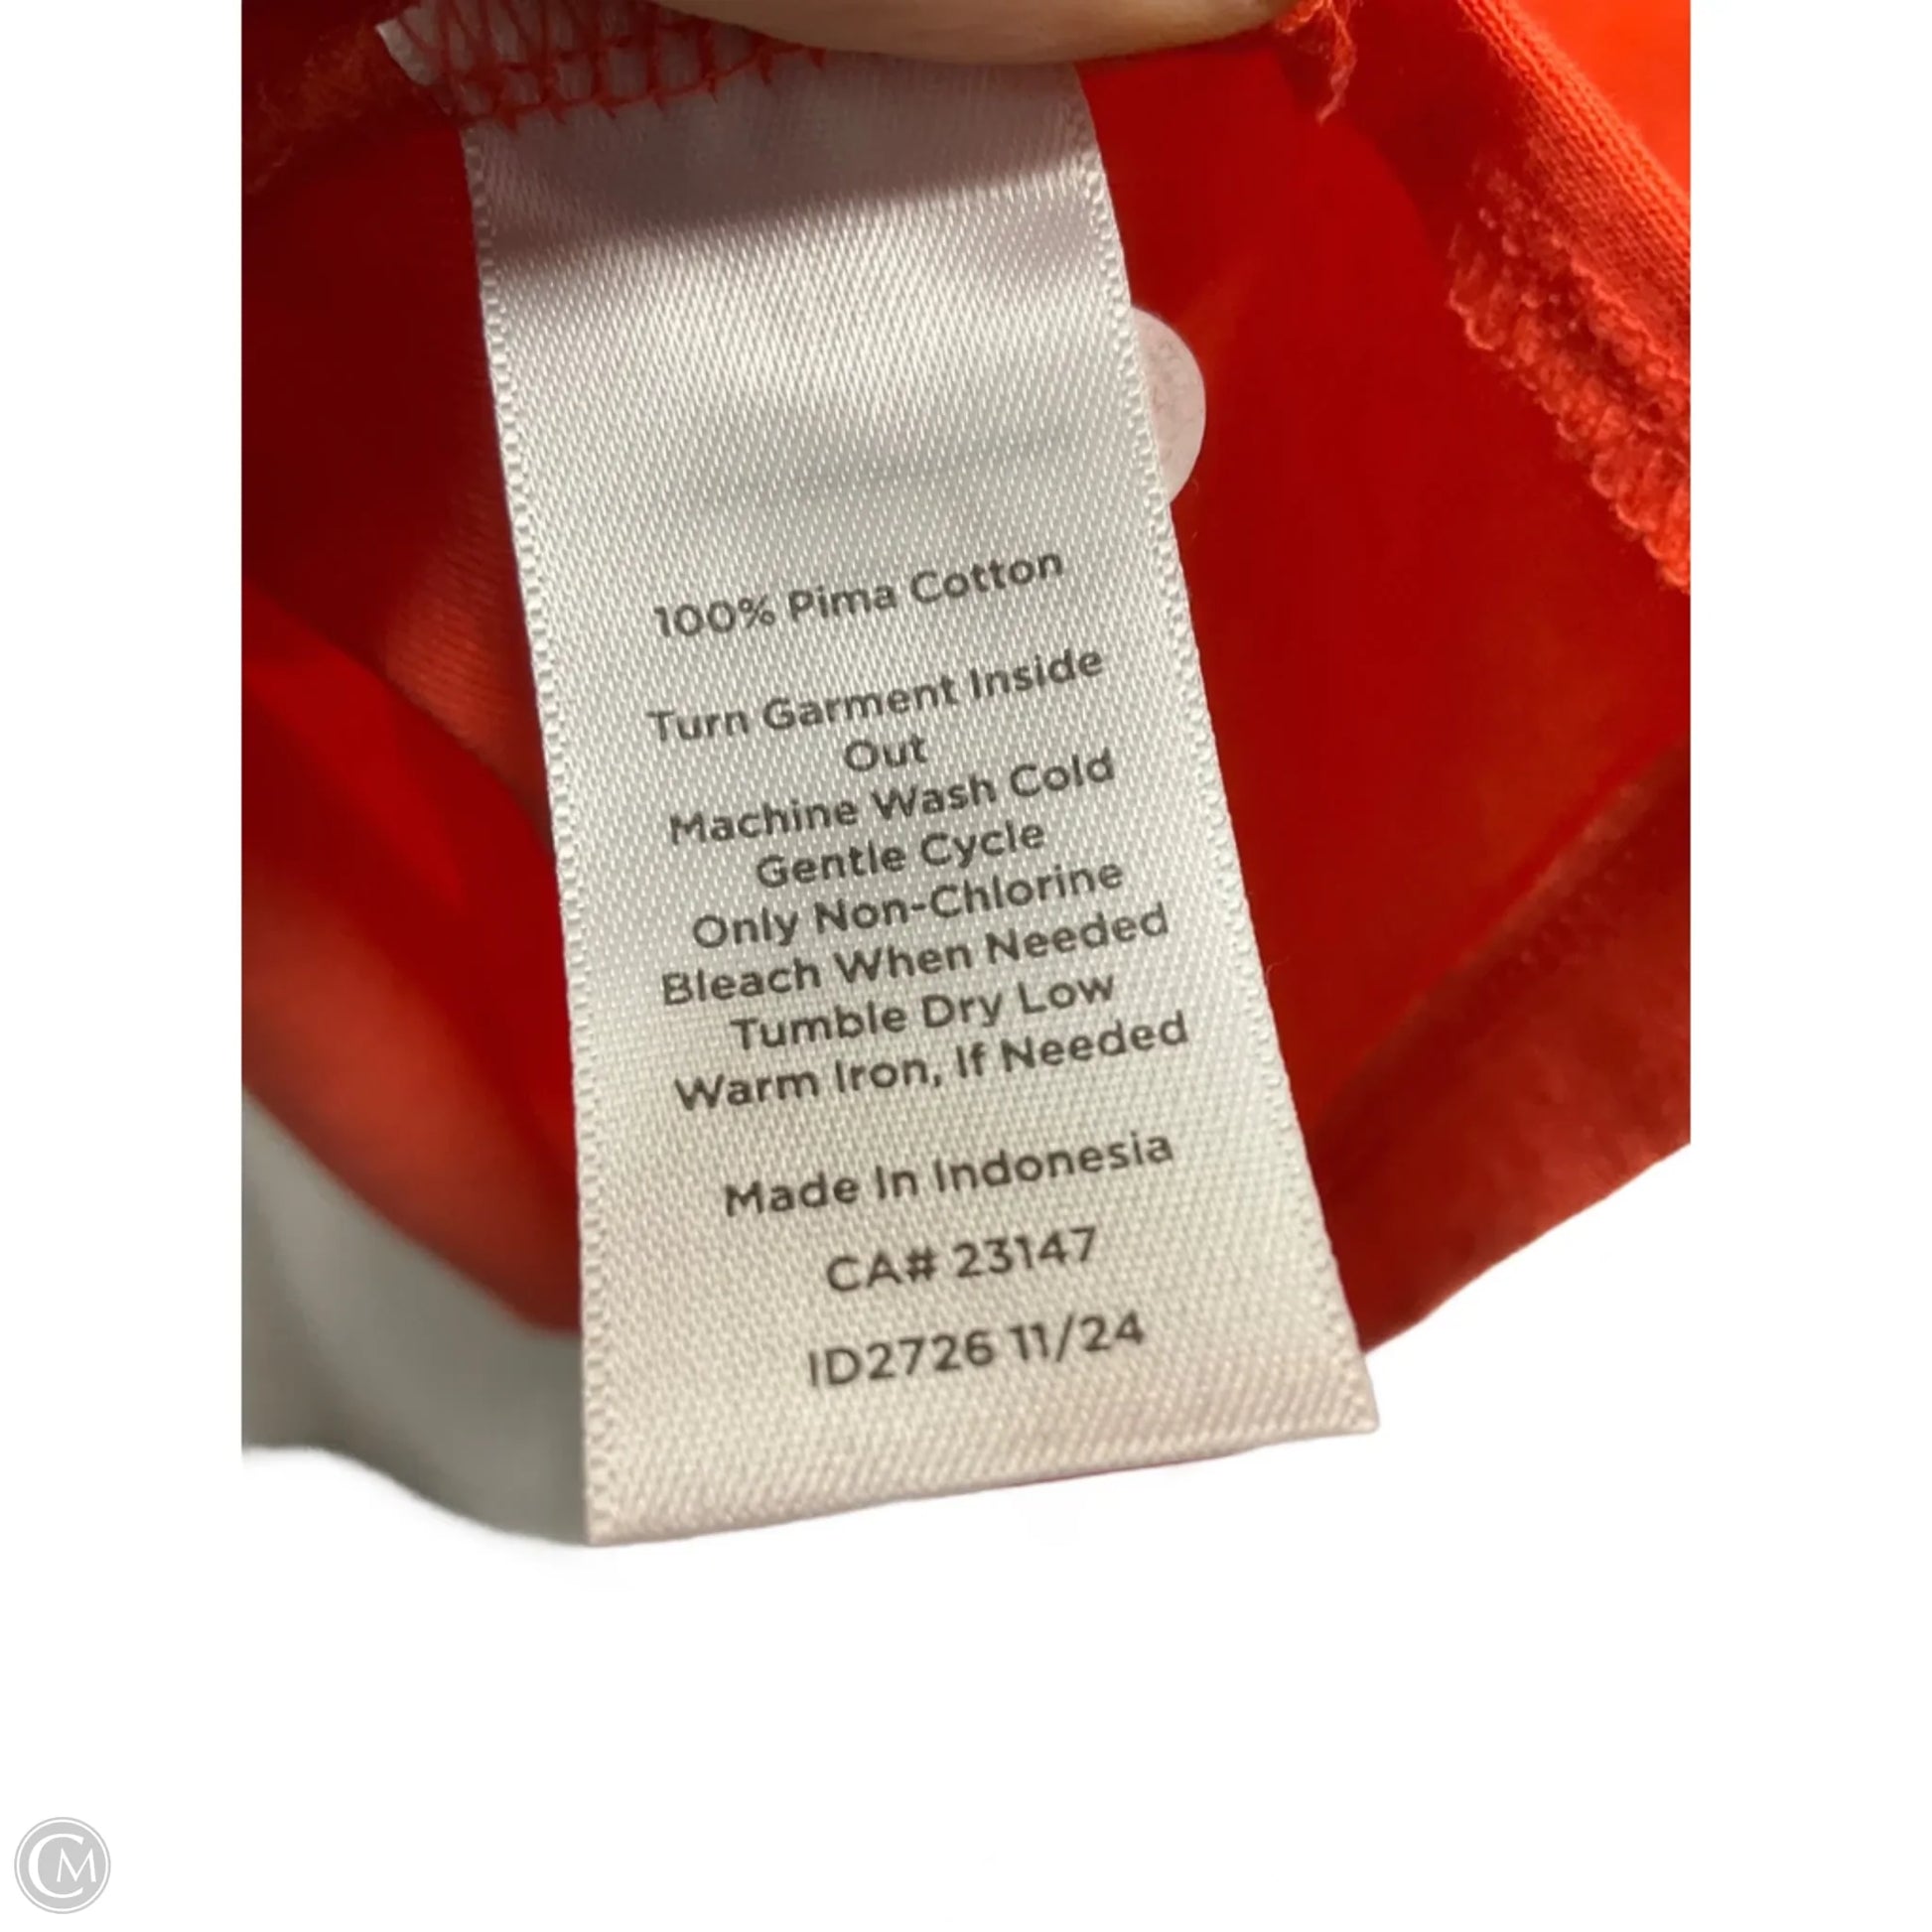 100% Pima Cotton
Turn Garment Inside
Out
Machine Wash Cold
Gentle Cycle
Only Non-Chlorine
Bleach When Needed
Tumble Dry Low
Warm Iron, If Needed
Made In Indonesia
CA# 23147
ID2726 11/24
CM